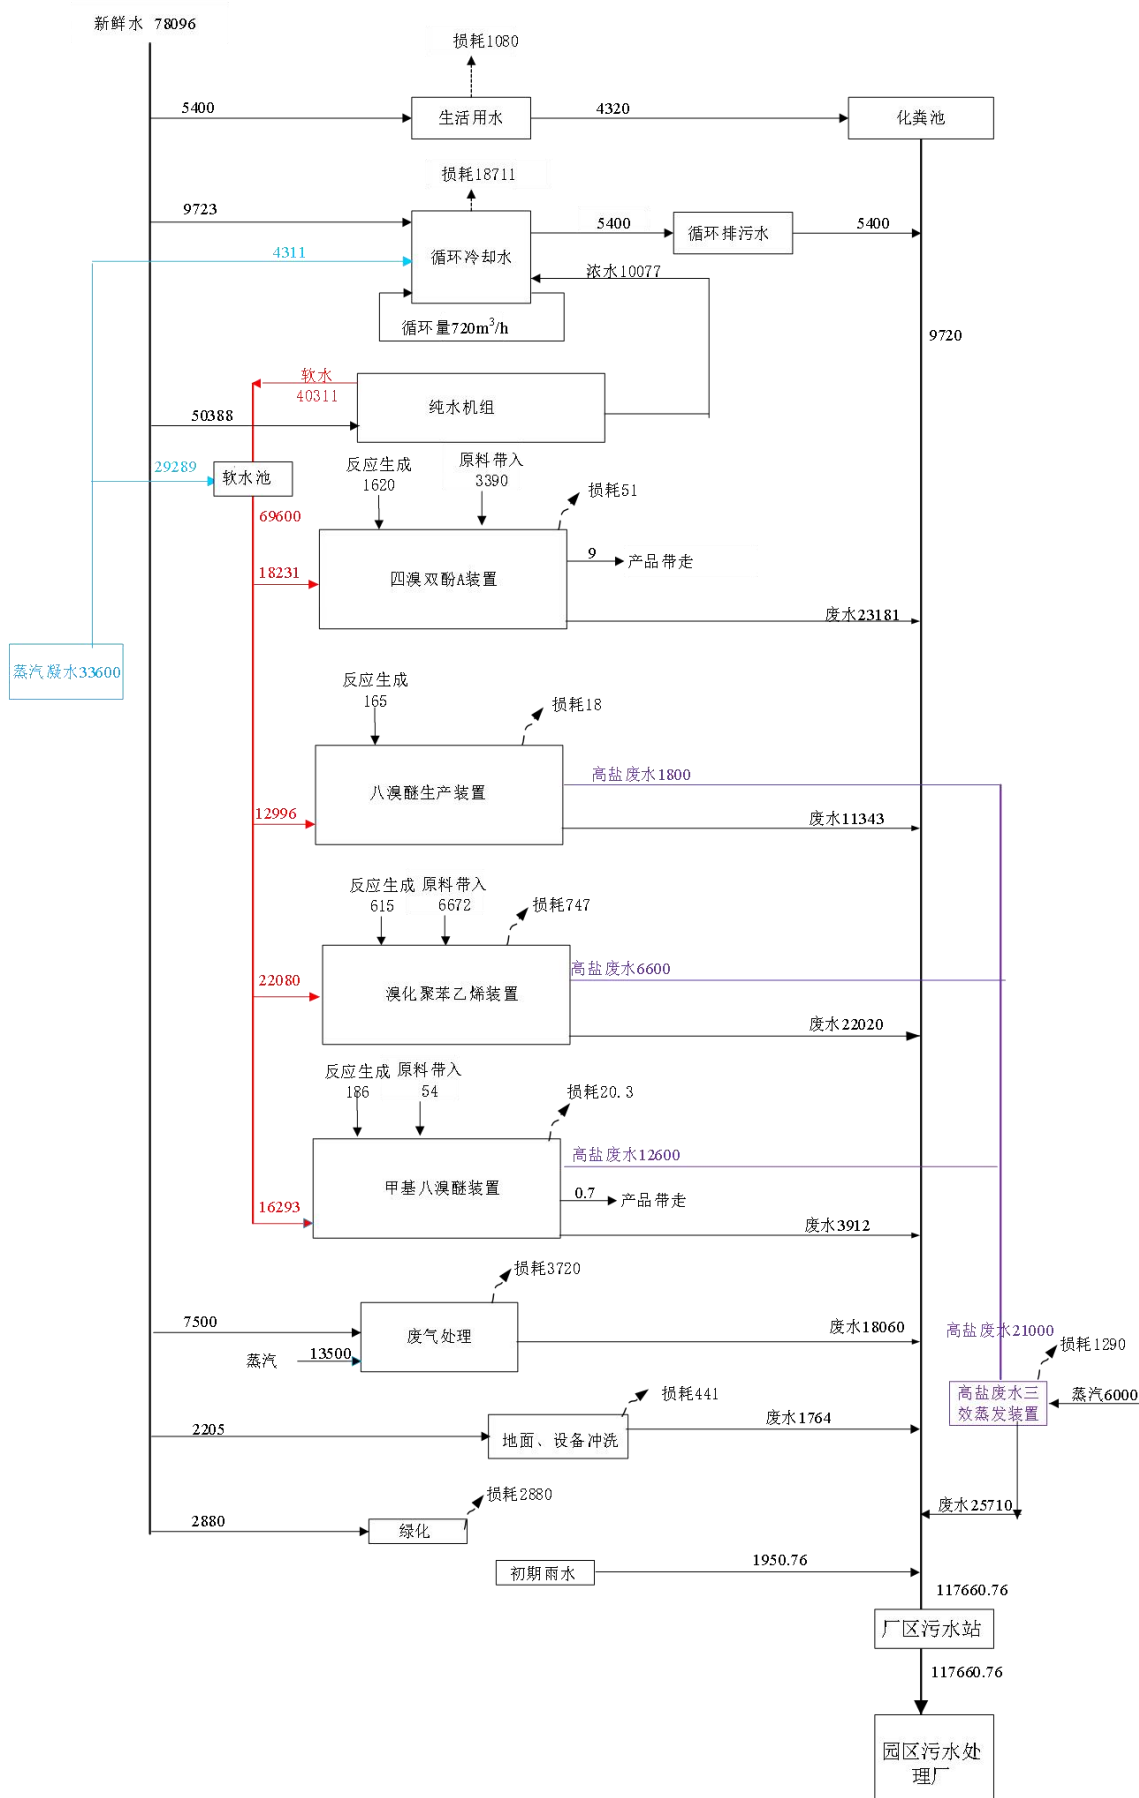 新鲜水 78096
损耗1080
5400
生活用水
4320
化粪池
损耗18711
9723
循环冷却水
5400
循环排污水
5400
4311
浓水10077
循环量720m³/h
9720
软水
40311
纯水机组
50388
29289
软水池
反应生成
1620
原料带入
3390
损耗51
69600
18231
四溴双酚A装置
9
产品带走
废水23181
蒸汽凝水33600
反应生成
165
损耗18
高盐废水1800
八溴醚生产装置
12996
废水11343
反应生成
615
原料带入
6672
损耗747
高盐废水6600
22080
溴化聚苯乙烯装置
废水22020
反应生成
186
原料带入
54
损耗20.3
高盐废水12600
甲基八溴醚装置
0.7
产品带走
16293
废水3912
损耗3720
7500
废气处理
废水18060
蒸汽
13500
高盐废水21000
损耗1290
高盐废水三
效蒸发装置
蒸汽6000
损耗441
2205
地面、设备冲洗
废水1764
损耗2880
2880
绿化
废水25710
初期雨水
1950.76
117660.76
厂区污水站
117660.76
园区污水处
理厂